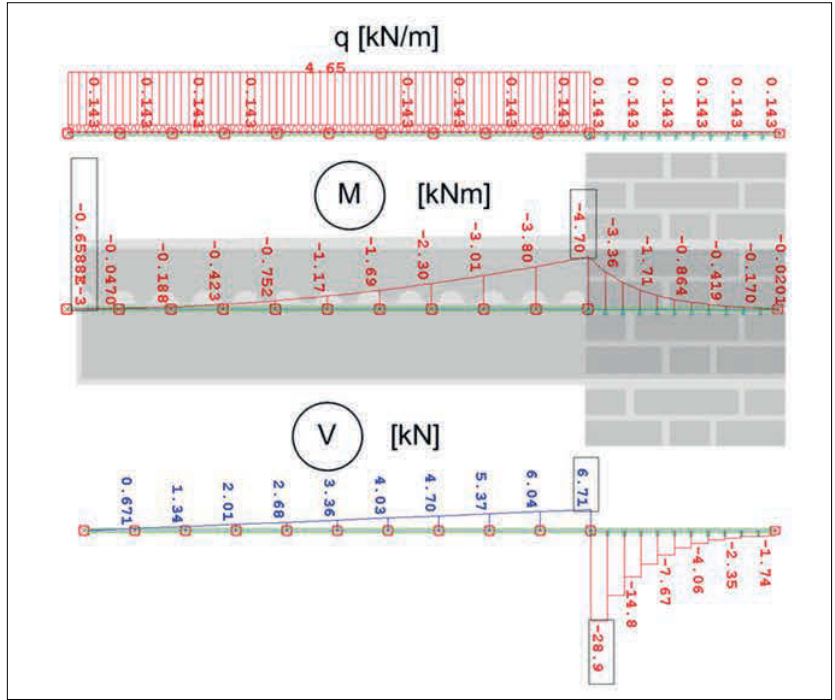 q [kN/m]
4.65
0.143 0.143 0.143 0.143 0.143 0.143 0.143 0.143 0.143 0.143 0.143 0.143 0.143 0.143
M [kNm]
-0.6588E-3 -0.0470 -0.188 -0.423 -0.752 -1.17 -1.69 -2.30 -3.01 -3.80 -4.70 -3.36 -1.71 -0.864 -0.419 -0.170 -0.0201
V [kN]
0.671 1.34 2.01 2.68 3.36 4.03 4.70 5.37 6.04 6.71
-28.9 -14.8 -7.67 -4.06 -2.35 -1.74